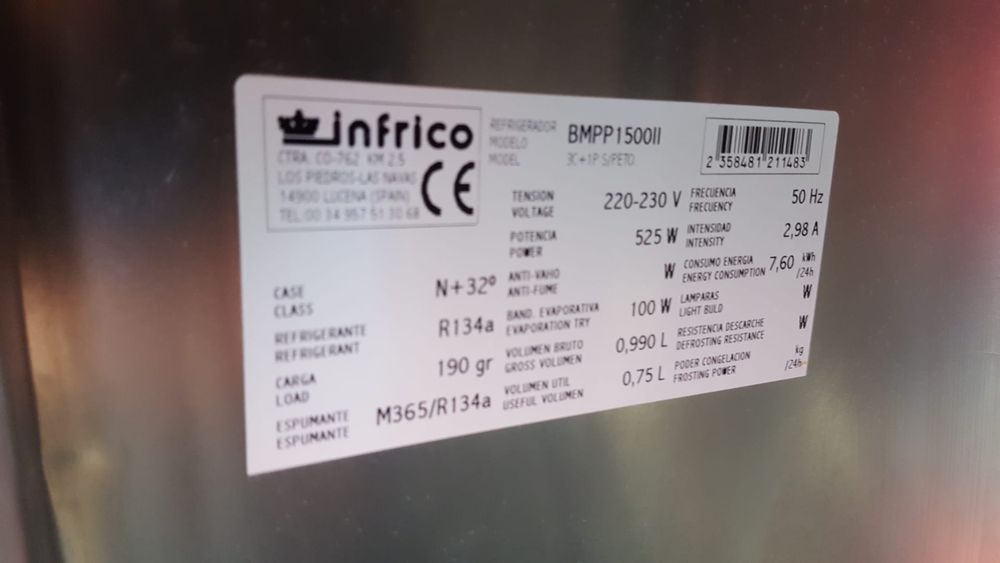 infrico
CTRA. CO-762 KM 2.5
LOS PIEDROS-LAS NAVAS
14900 LUCENA (SPAIN)
TEL: 00 34 957 51 30 68
CE
REFRIGERADOR
MODELO BMPP1500II
MODEL 3C+1P S/PETO.
2 358481 211483
TENSION
VOLTAGE 220-230 V
FRECUENCIA
FRECUENCY 50 Hz
POTENCIA
POWER 525 W
INTENSIDAD
INTENSITY 2,98 A
CASE
CLASS N+32º
ANTI-VAHO
ANTI-FUME W
CONSUMO ENERGIA
ENERGY CONSUMPTION 7,60 kWh
/24h
REFRIGERANTE
REFRIGERANT R134a
BAND. EVAPORATIVA
EVAPORATION TRY 100 W
LAMPARAS
LIGHT BULD W
CARGA
LOAD 190 gr
VOLUMEN BRUTO
GROSS VOLUMEN 0,990 L
RESISTENCIA DESCARCHE
DEFROSTING RESISTANCE W
ESPUMANTE
ESPUMANTE M365/R134a
VOLUMEN UTIL
USEFUL VOLUMEN 0,75 L
PODER CONGELACION
FROSTING POWER kg
/24h